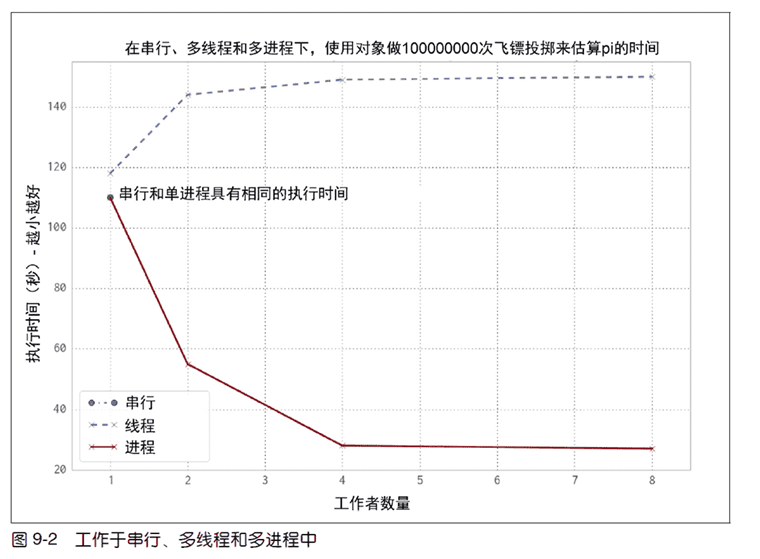 在串行、多线程和多进程下，使用对象做100000000次飞镖投掷来估算pi的时间
140
120
100
80
60
40
20
执行时间（秒）- 越小越好
串行和单进程具有相同的执行时间
串行
线程
进程
1 2 3 4 5 6 7 8
工作者数量
图 9-2 工作于串行、多线程和多进程中